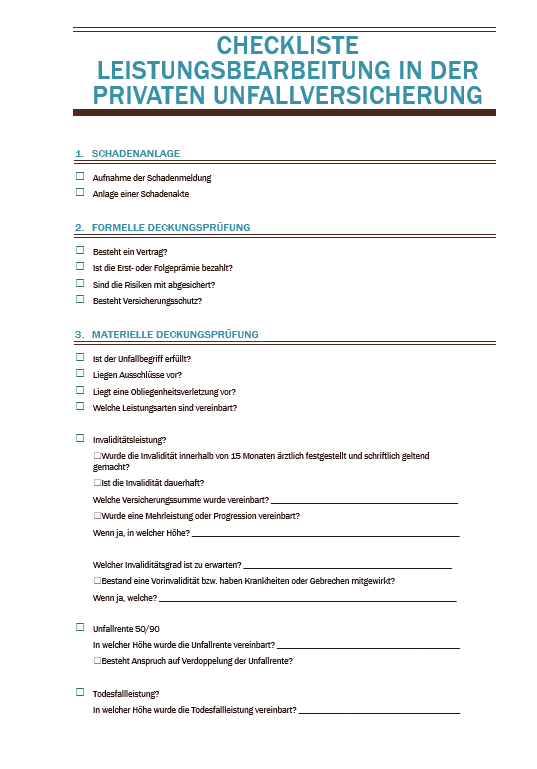 CHECKLISTE
LEISTUNGSBEARBEITUNG IN DER
PRIVATEN UNFALLVERSICHERUNG
1. SCHADENANLAGE
☐ Aufnahme der Schadenmeldung
☐ Anlage einer Schadenakte
2. FORMELLE DECKUNGSPRÜFUNG
☐ Besteht ein Vertrag?
☐ Ist die Erst- oder Folgeprämie bezahlt?
☐ Sind die Risiken mit abgesichert?
☐ Besteht Versicherungsschutz?
3. MATERIELLE DECKUNGSPRÜFUNG
☐ Ist der Unfallbegriff erfüllt?
☐ Liegen Ausschlüsse vor?
☐ Liegt eine Obliegenheitsverletzung vor?
☐ Welche Leistungsarten sind vereinbart?
☐ Invaliditätsleistung?
☐Wurde die Invalidität innerhalb von 15 Monaten ärztlich festgestellt und schriftlich geltend
gemacht?
☐Ist die Invalidität dauerhaft?
Welche Versicherungssumme wurde vereinbart?
☐Wurde eine Mehrleistung oder Progression vereinbart?
Wenn ja, in welcher Höhe?
Welcher Invaliditätsgrad ist zu erwarten?
☐Bestand eine Vorinvalidität bzw. haben Krankheiten oder Gebrechen mitgewirkt?
Wenn ja, welche?
☐ Unfallrente 50/90
In welcher Höhe wurde die Unfallrente vereinbart?
☐Besteht Anspruch auf Verdoppelung der Unfallrente?
☐ Todesfallleistung?
In welcher Höhe wurde die Todesfallleistung vereinbart?